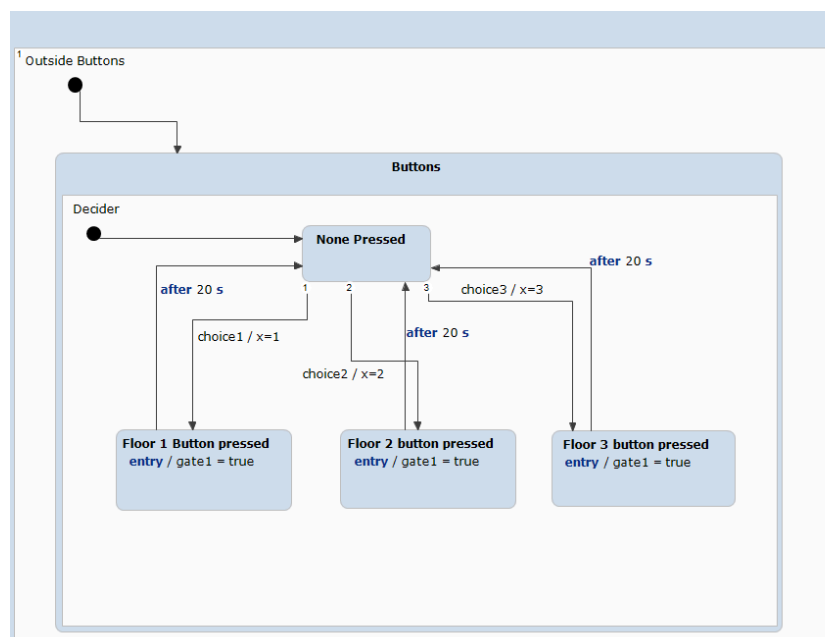 1
Outside Buttons
Buttons
Decider
None Pressed
after 20 s
after 20 s
1
2
3
choice3 / x=3
choice1 / x=1
after 20 s
choice2 / x=2
Floor 1 Button pressed
entry / gate1 = true
Floor 2 button pressed
entry / gate1 = true
Floor 3 button pressed
entry / gate1 = true